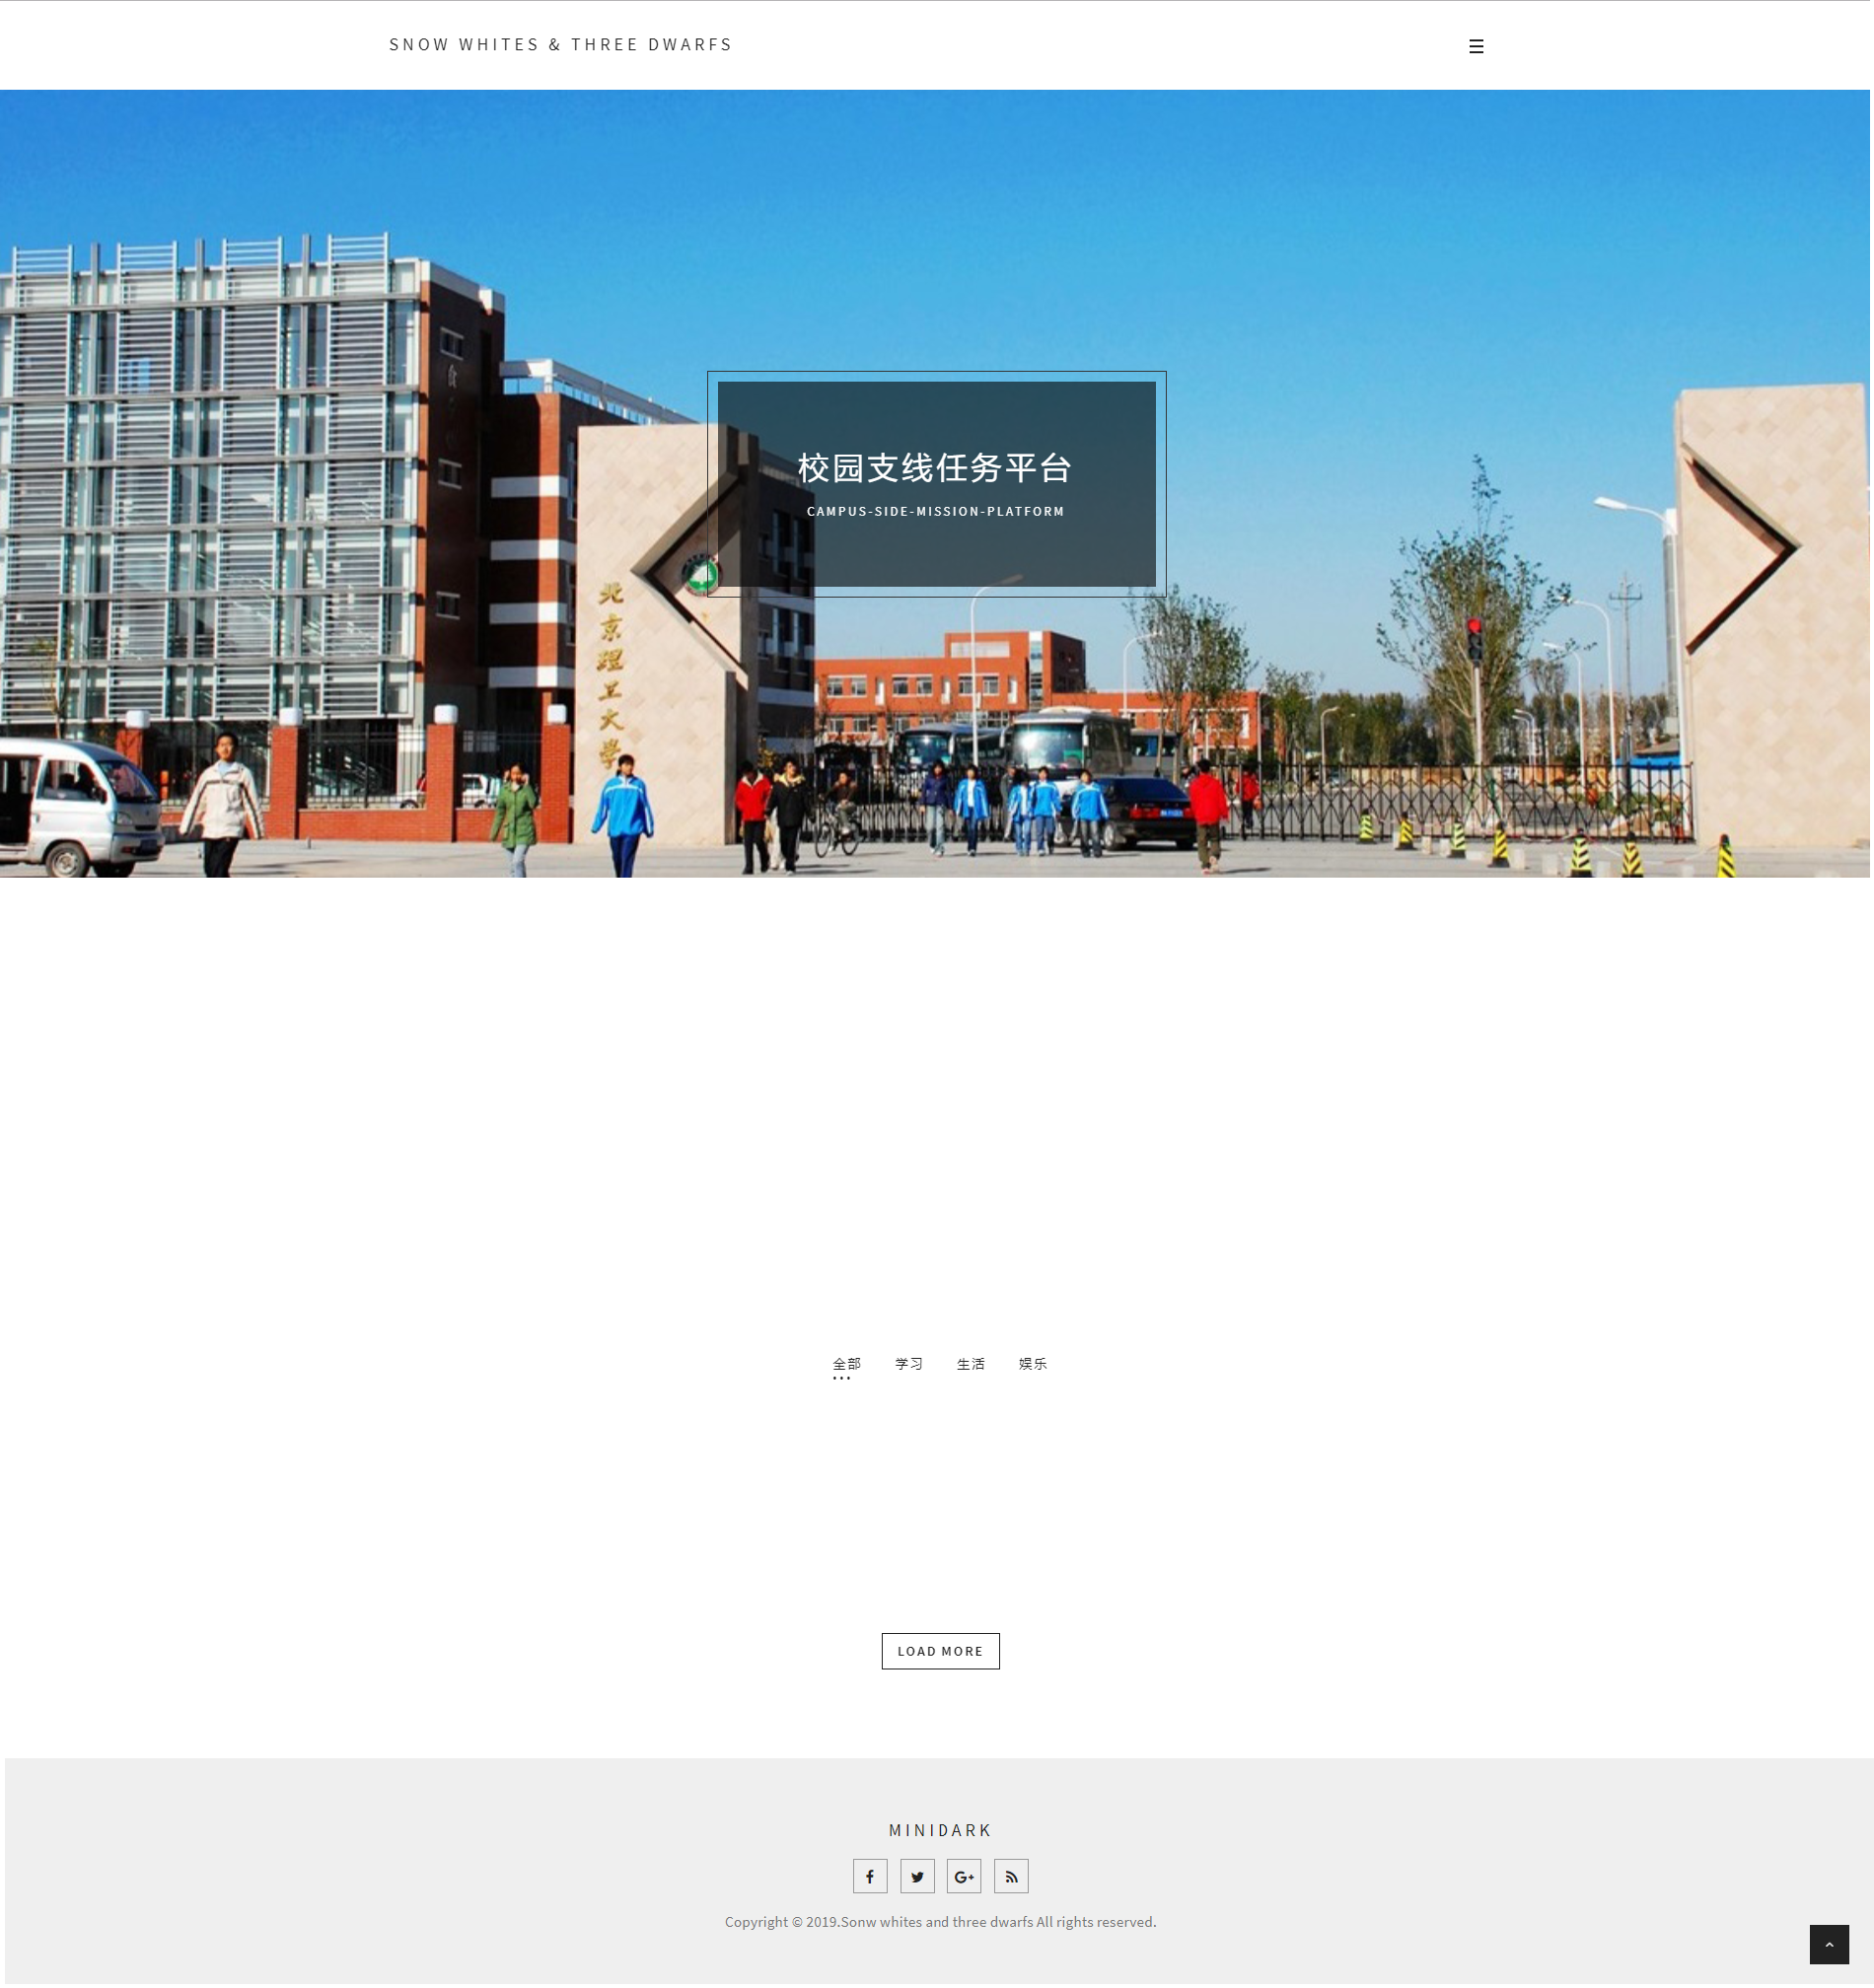 SNOW WHITES & THREE DWARFS
校园支线任务平台
CAMPUS-SIDE-MISSION-PLATFORM
北京理工大学
全部 学习 生活 娱乐
LOAD MORE
MINIDARK
Copyright © 2019.Sonw whites and three dwarfs All rights reserved.